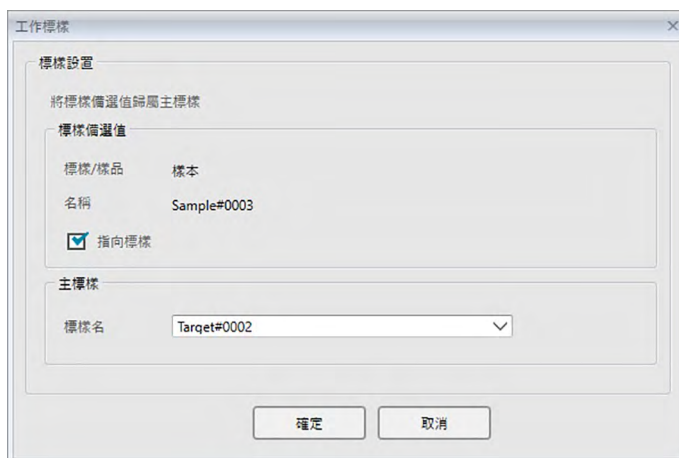 工作標樣
標樣設置
將標樣備選值歸屬主標樣
標樣備選值
標樣/樣品 樣本
名稱 Sample#0003
指向標樣
主標樣
標樣名 Target#0002
確定 取消